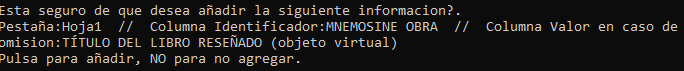 Esta seguro de que desea añadir la siguiente informacion?.
Pestaña:Hoja1  //  Columna Identificador:MNEMOSINE OBRA  //  Columna Valor en caso de
omision:TÍTULO DEL LIBRO RESEÑADO (objeto virtual)
Pulsa para añadir, NO para no agregar.